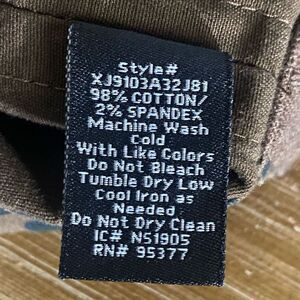 Style#
XJ9103A32J81
98% COTTON/
2% SPANDEX
Machine Wash
Cold
With Like Colors
Do Not Bleach
Tumble Dry Low
Cool Iron as
Needed
Do Not Dry Clean
IC# NS1905
RN# 95377